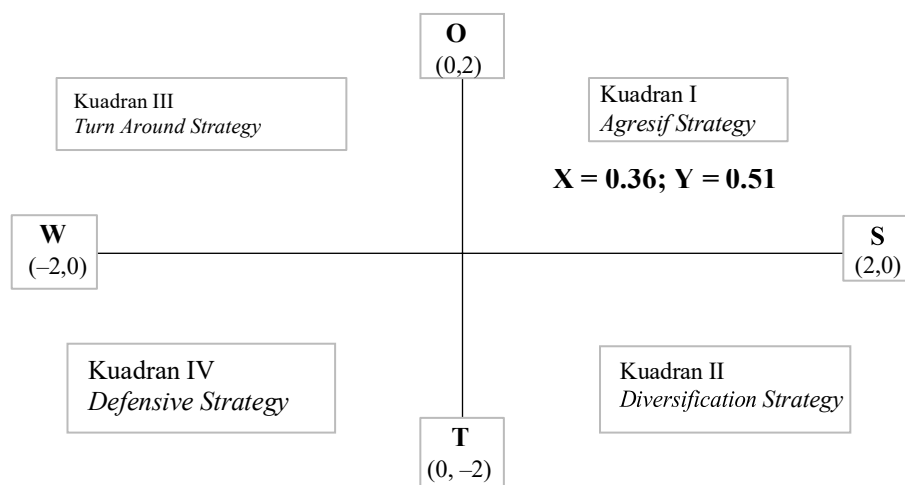 O
(0,2)
Kuadran III
Turn Around Strategy
Kuadran I
Agresif Strategy
X = 0.36; Y = 0.51
W
(–2,0)
S
(2,0)
Kuadran IV
Defensive Strategy
Kuadran II
Diversification Strategy
T
(0, –2)